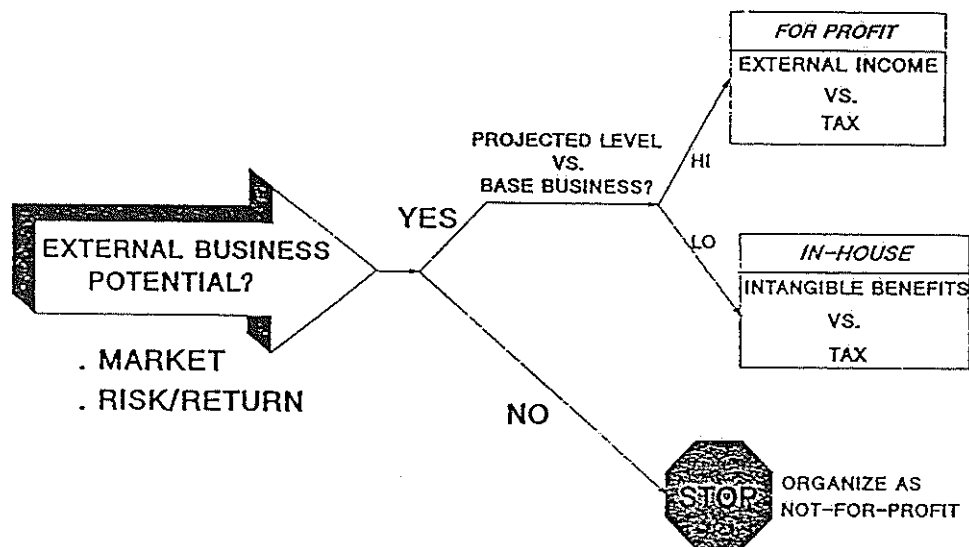 EXTERNAL BUSINESS
POTENTIAL?
. MARKET
. RISK/RETURN
YES
NO
PROJECTED LEVEL
VS.
BASE BUSINESS?
HI
LO
FOR PROFIT
EXTERNAL INCOME
VS.
TAX
IN-HOUSE
INTANGIBLE BENEFITS
VS.
TAX
STOP
ORGANIZE AS
NOT-FOR-PROFIT